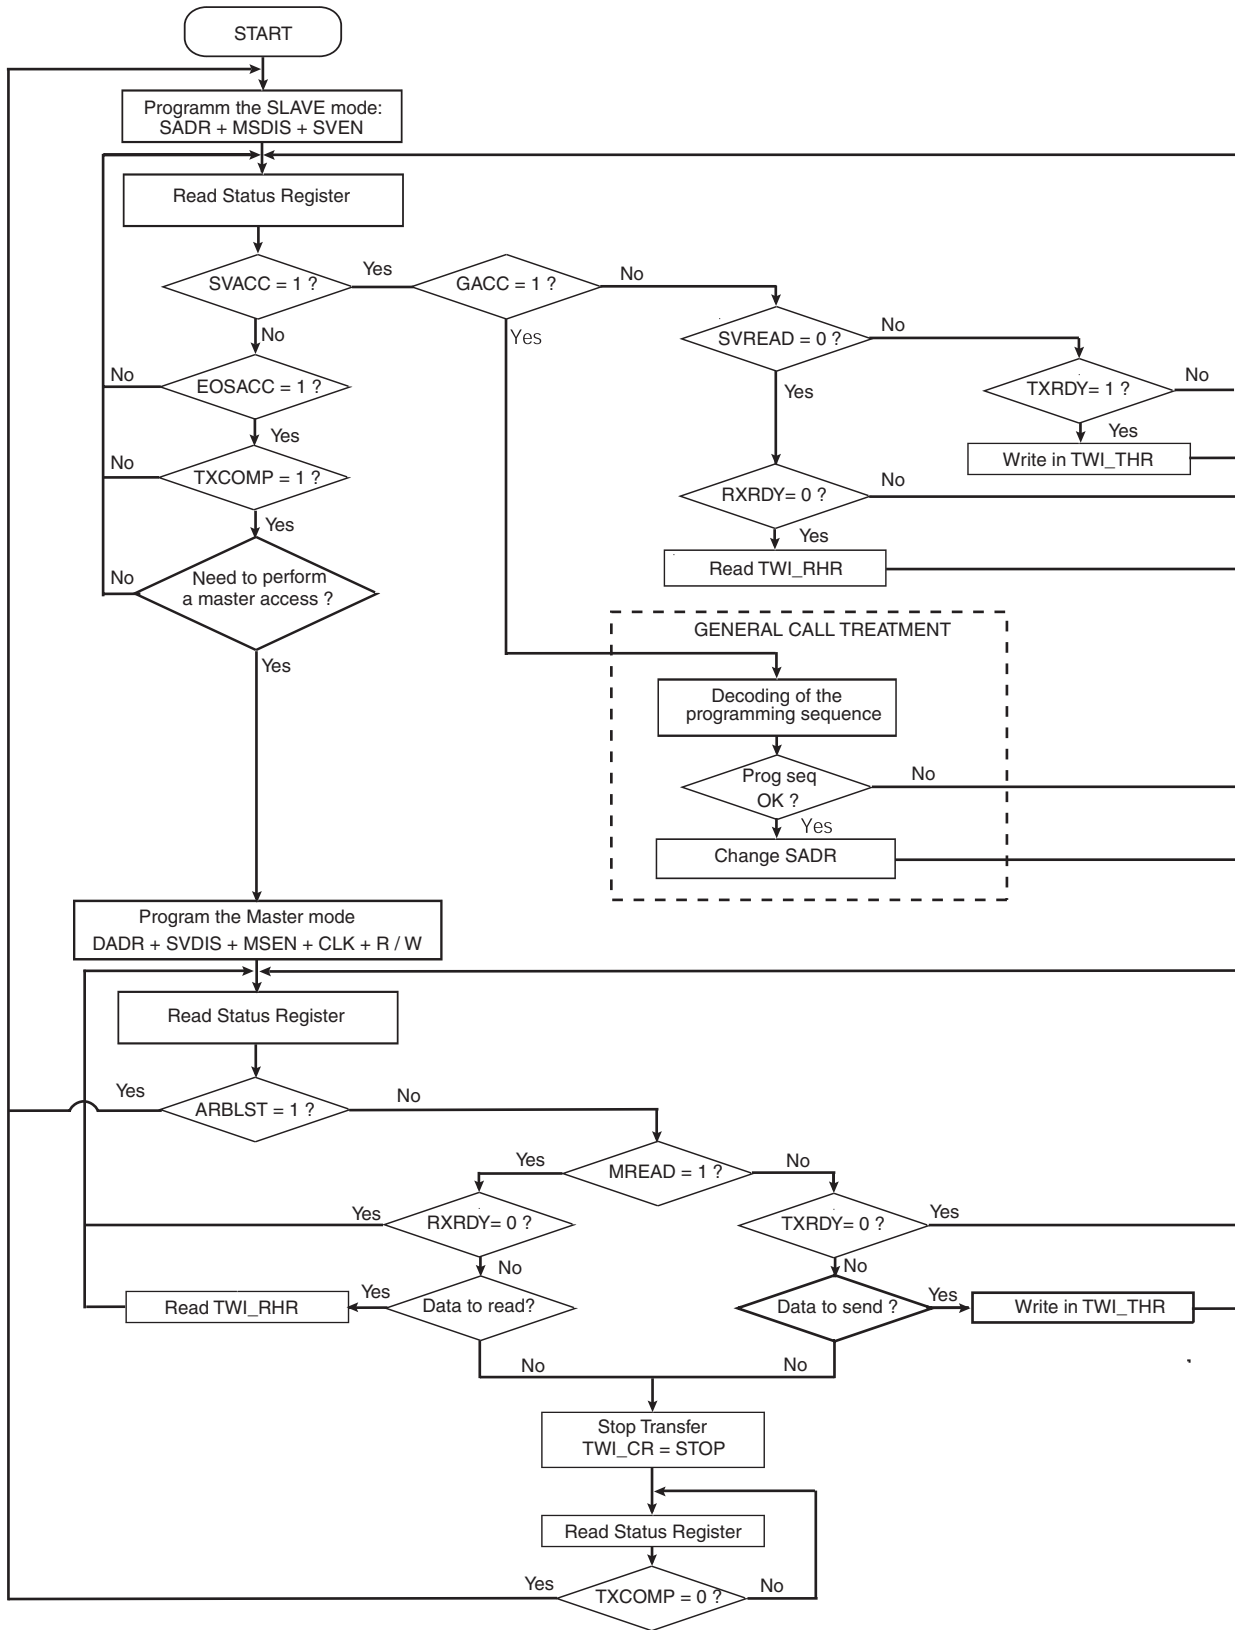 START
Programm the SLAVE mode:
SADR + MSDIS + SVEN
Read Status Register
SVACC = 1 ?
Yes
GACC = 1 ?
No
No
Yes
SVREAD = 0 ?
No
EOSACC = 1 ?
No
Yes
Yes
TXRDY= 1 ?
No
Yes
Write in TWI_THR
TXCOMP = 1 ?
No
Yes
RXRDY= 0 ?
No
Yes
Read TWI_RHR
Need to perform
a master access ?
No
Yes
GENERAL CALL TREATMENT
Decoding of the
programming sequence
Prog seq
OK ?
No
Yes
Change SADR
Program the Master mode
DADR + SVDIS + MSEN + CLK + R / W
Read Status Register
Yes
ARBLST = 1 ?
No
Yes
MREAD = 1 ?
No
Yes
RXRDY= 0 ?
TXRDY= 0 ?
Yes
No
No
Read TWI_RHR
Yes
Data to read?
Data to send ?
Yes
Write in TWI_THR
No
No
Stop Transfer
TWI_CR = STOP
Read Status Register
Yes
TXCOMP = 0 ?
No